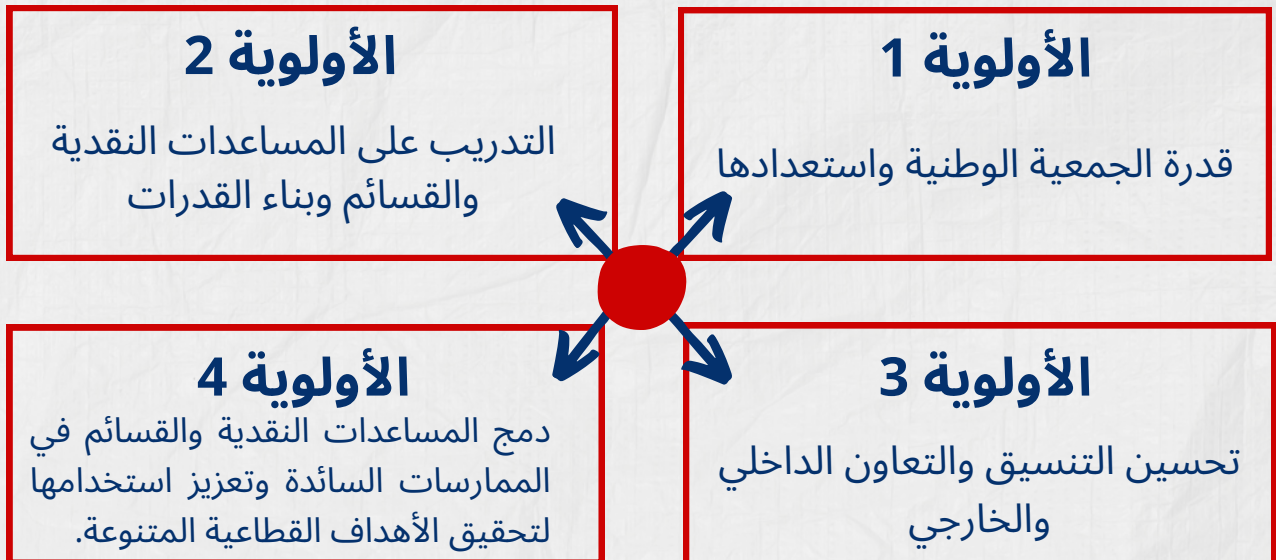 الأولوية 1
قدرة الجمعية الوطنية واستعدادها
الأولوية 2
التدريب على المساعدات النقدية
والقسائم وبناء القدرات
الأولوية 3
تحسين التنسيق والتعاون الداخلي
والخارجي
الأولوية 4
دمج المساعدات النقدية والقسائم في
الممارسات السائدة وتعزيز استخدامها
لتحقيق الأهداف القطاعية المتنوعة.